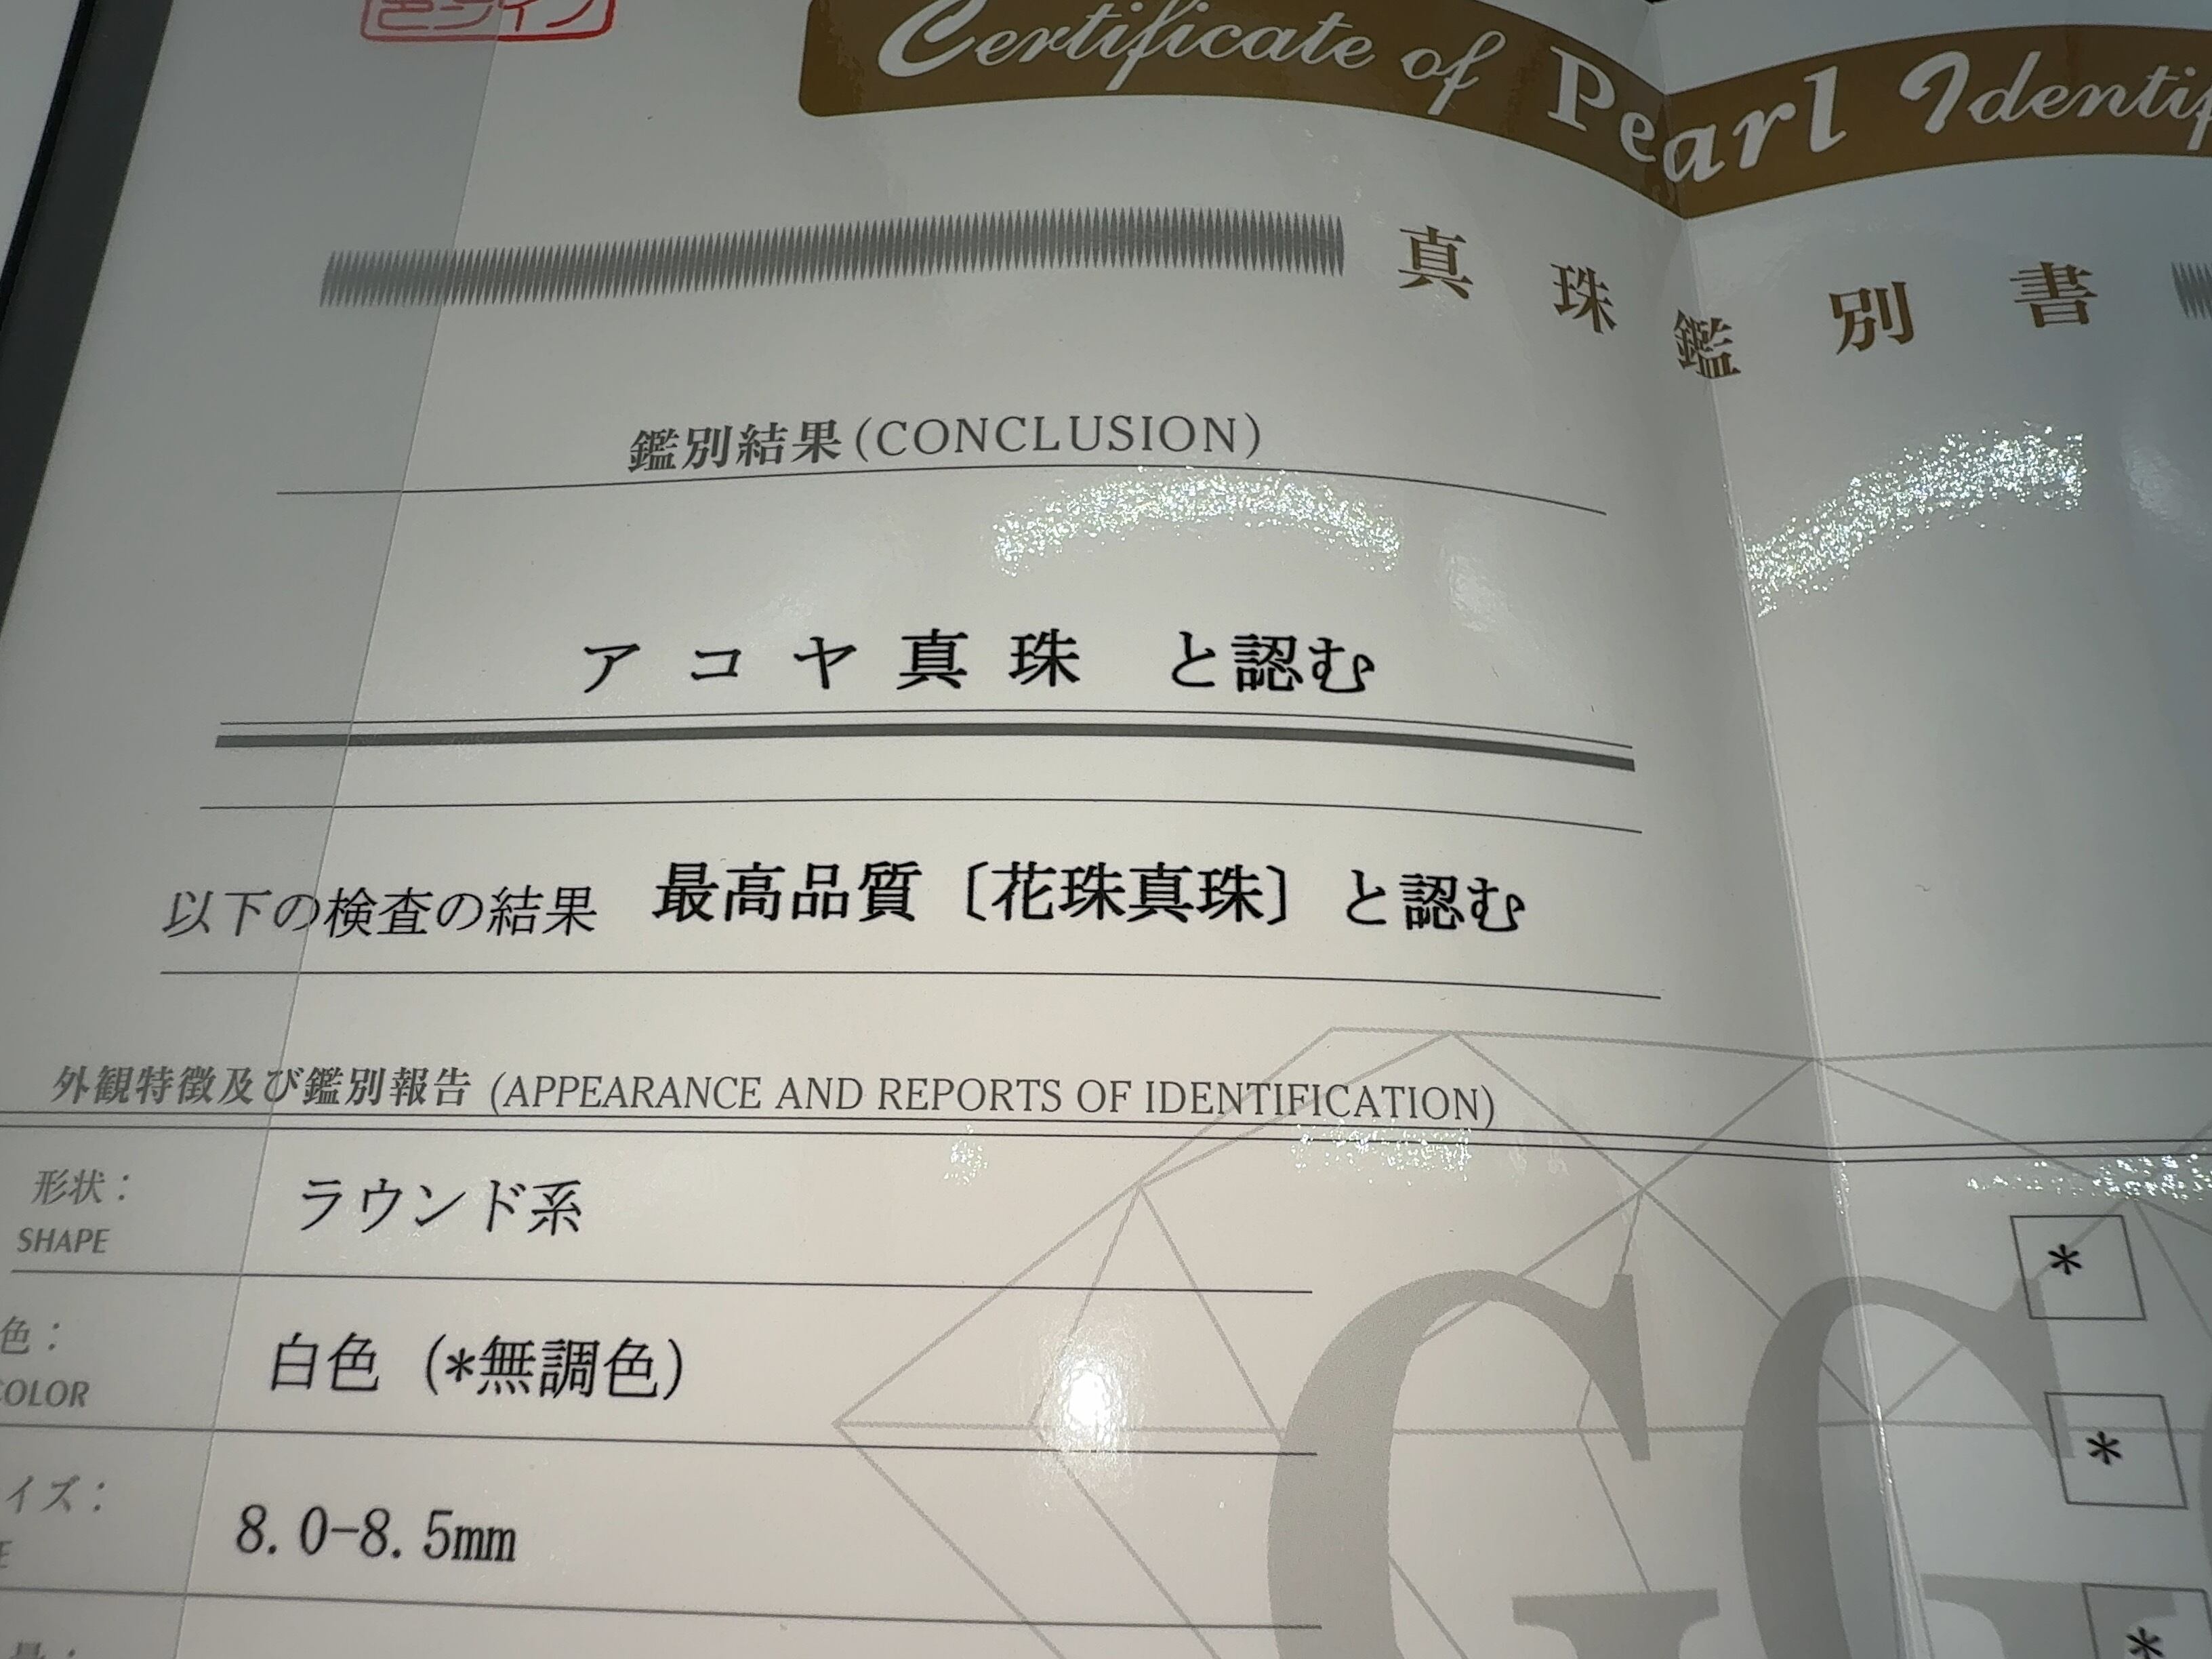 Certificate of Pearl
真珠鑑別書
鑑別結果(CONCLUSION)
アコヤ真珠 と認む
以下の検査の結果 最高品質〔花珠真珠〕と認む
外観特徴及び鑑別報告 (APPEARANCE AND REPORTS OF IDENTIFICATION)
形状：
ラウンド系
*
SHAPE
色：
白色 (*無調色)
*
COLOR
イズ：
8.0-8.5mm
*
GG